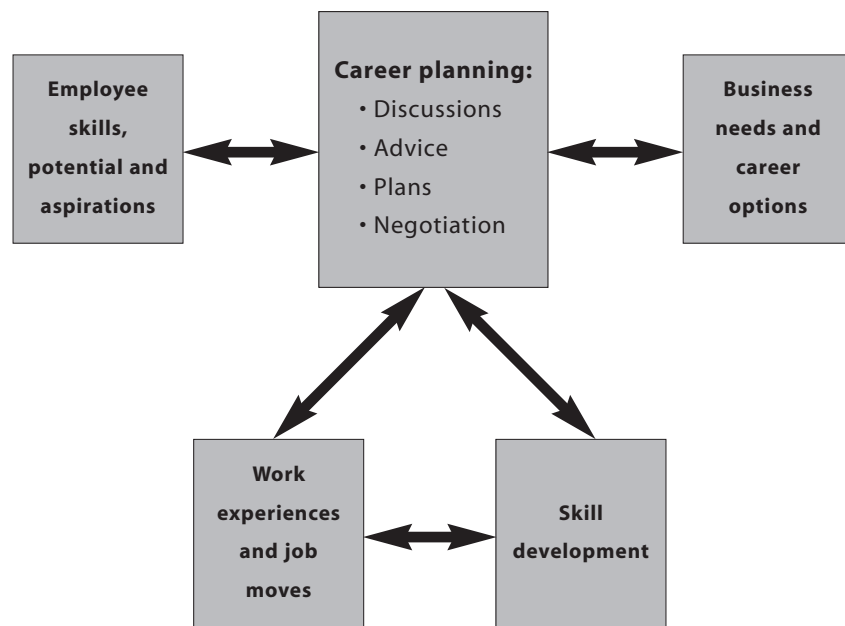 Employee
skills,
potential and
aspirations
Career planning:
• Discussions
• Advice
• Plans
• Negotiation
Business
needs and
career
options
Work
experiences
and job
moves
Skill
development